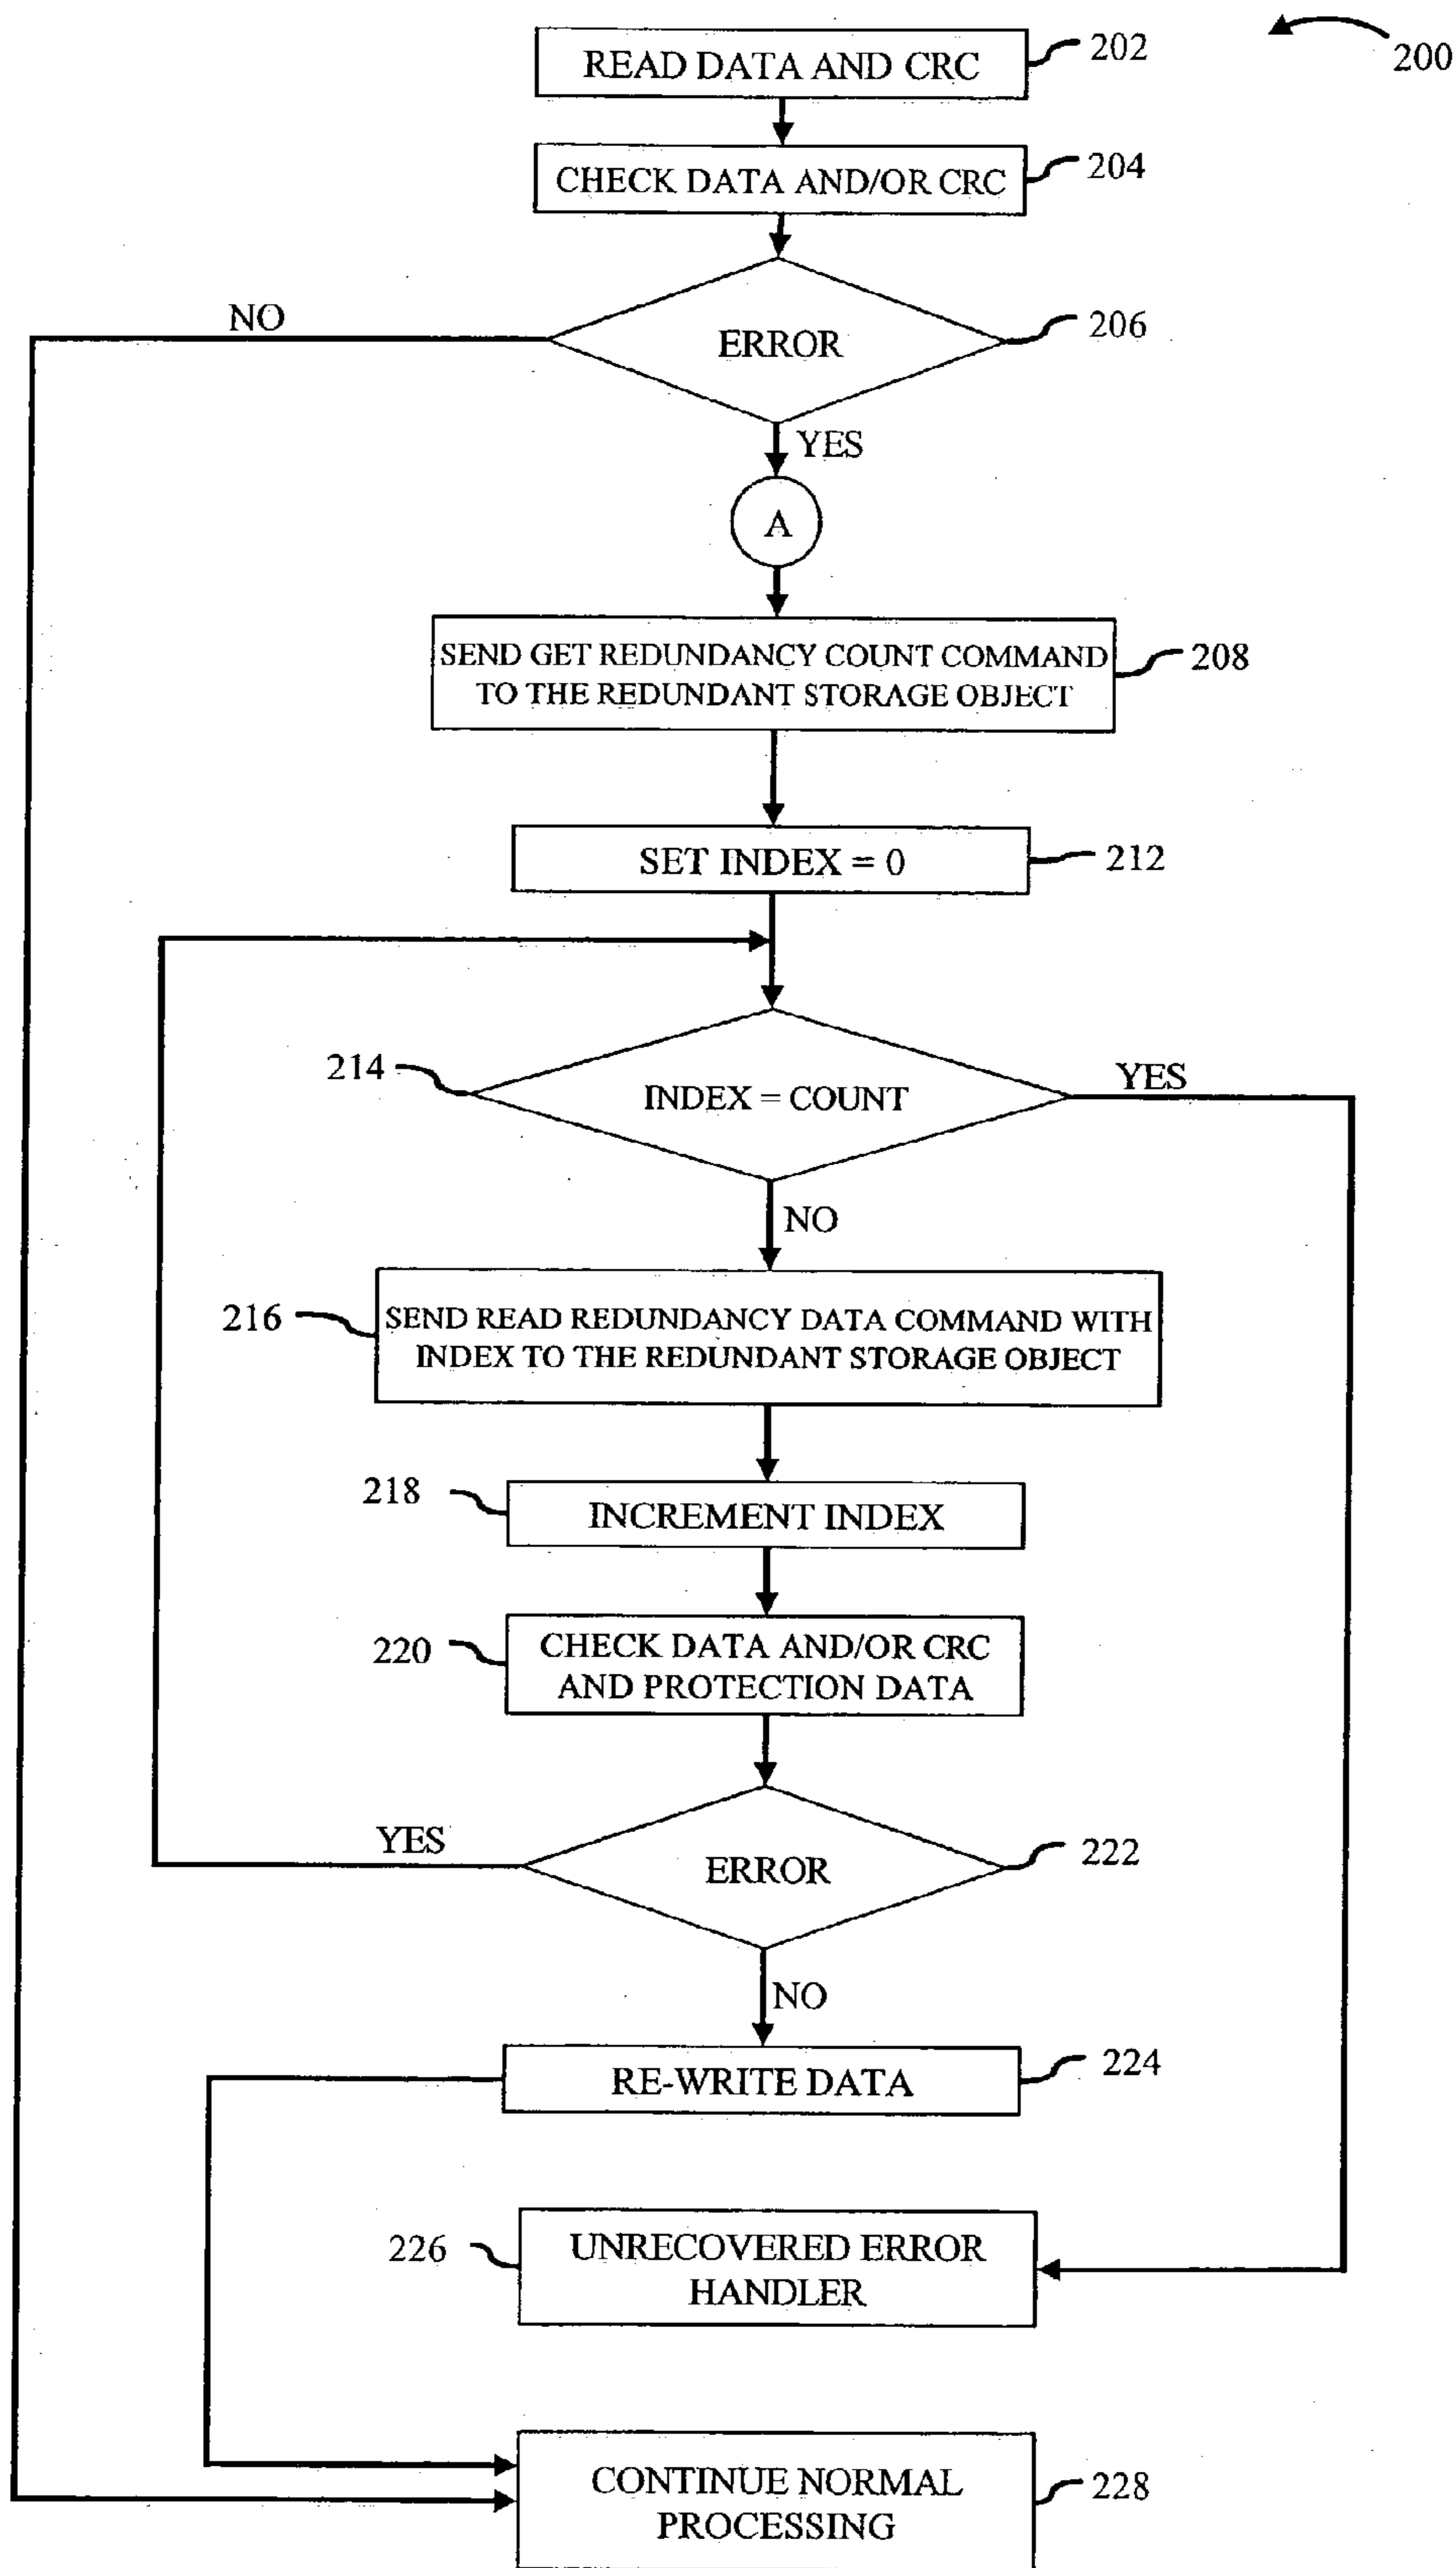 200
READ DATA AND CRC
202
CHECK DATA AND/OR CRC
204
NO
ERROR
206
YES
A
SEND GET REDUNDANCY COUNT COMMAND
TO THE REDUNDANT STORAGE OBJECT
208
SET INDEX = 0
212
214
INDEX = COUNT
YES
NO
216
SEND READ REDUNDANCY DATA COMMAND WITH
INDEX TO THE REDUNDANT STORAGE OBJECT
218
INCREMENT INDEX
220
CHECK DATA AND/OR CRC
AND PROTECTION DATA
YES
ERROR
222
NO
RE-WRITE DATA
224
226
UNRECOVERED ERROR
HANDLER
CONTINUE NORMAL
PROCESSING
228